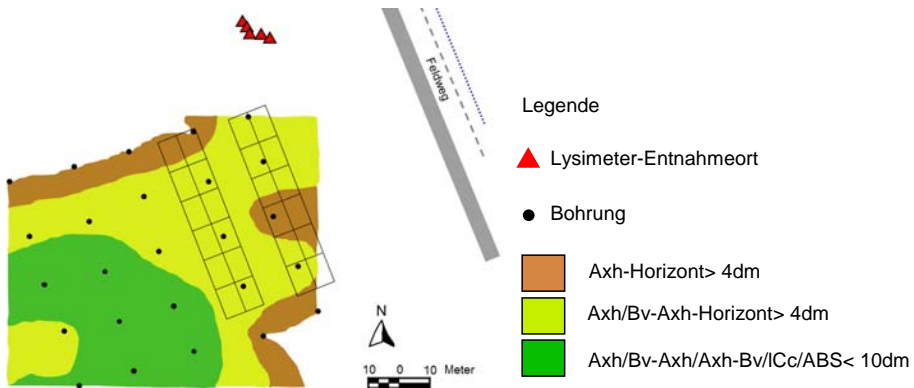 Feldweg
Legende
Lysimeter-Entnahmeort
Bohrung
Axh-Horizont> 4dm
Axh/Bv-Axh-Horizont> 4dm
Axh/Bv-Axh/Axh-Bv/lCc/ABS< 10dm
N
10 0 10 Meter